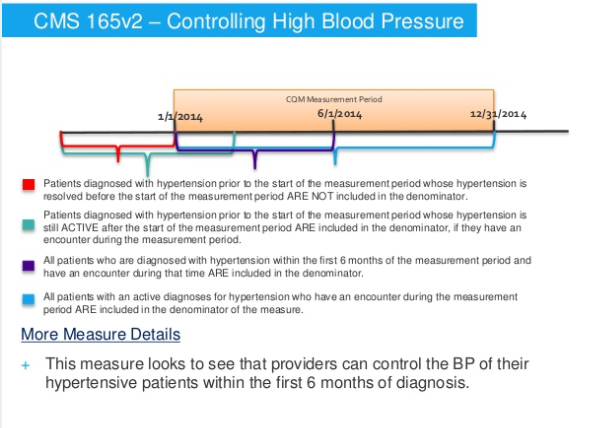 CMS 165v2 – Controlling High Blood Pressure
CQM Measurement Period
1/1/2014
6/1/2014
12/31/2014
Patients diagnosed with hypertension prior to the start of the measurement period whose hypertension is
resolved before the start of the measurement period ARE NOT included in the denominator.
Patients diagnosed with hypertension prior to the start of the measurement period whose hypertension is
still ACTIVE after the start of the measurement period ARE included in the denominator, if they have an
encounter during the measurement period.
All patients who are diagnosed with hypertension within the first 6 months of the measurement period and
have an encounter during that time ARE included in the denominator.
All patients with an active diagnoses for hypertension who have an encounter during the measurement
period ARE included in the denominator of the measure.
More Measure Details
+ This measure looks to see that providers can control the BP of their
hypertensive patients within the first 6 months of diagnosis.